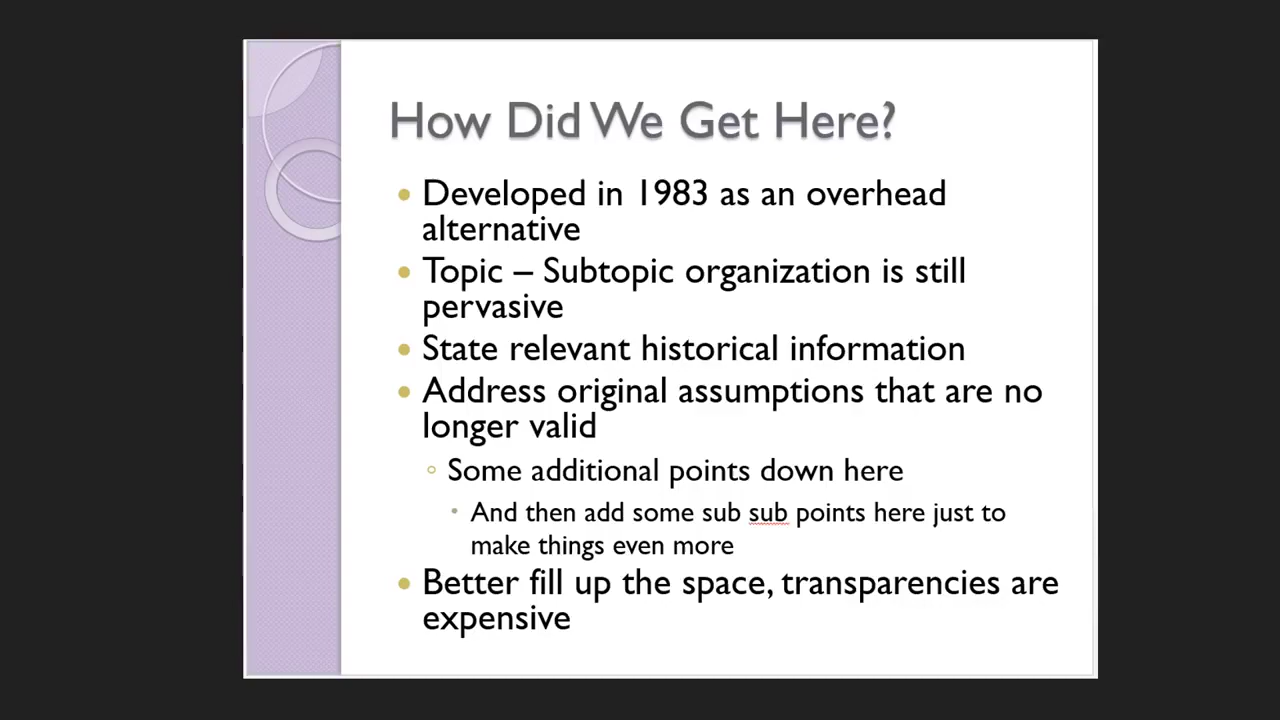 How Did We Get Here?
• Developed in 1983 as an overhead
alternative
• Topic – Subtopic organization is still
pervasive
• State relevant historical information
• Address original assumptions that are no
longer valid
◦ Some additional points down here
• And then add some sub sub points here just to
make things even more
• Better fill up the space, transparencies are
expensive